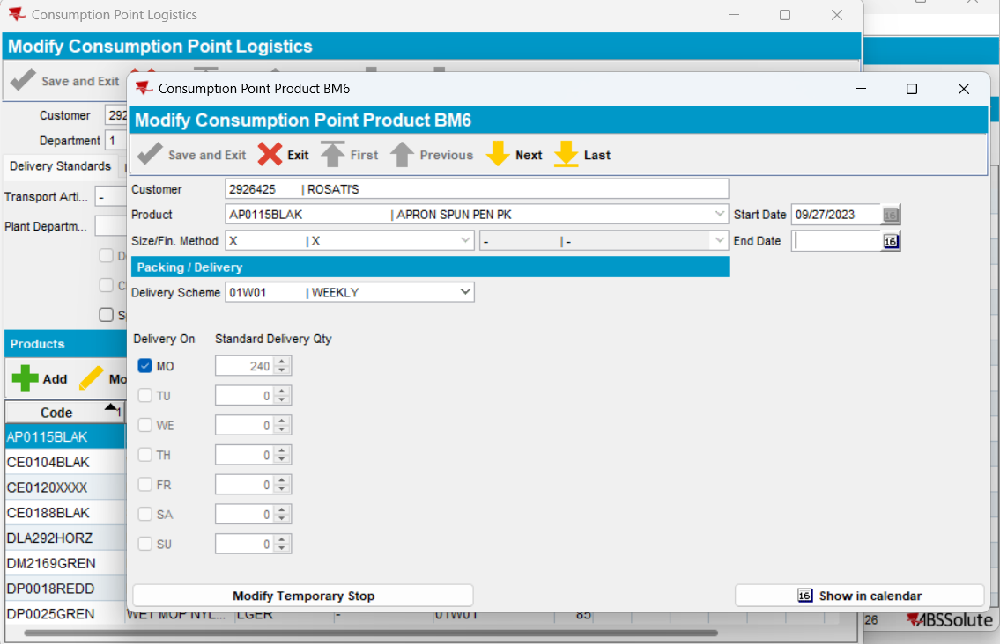 Consumption Point Logistics
Modify Consumption Point Logistics
Save and Exit
Customer 292
Department 1
Delivery Standards
Transport Arti... -
Plant Departm...
Products
Add
Code 1
AP0115BLAK
CE0104BLAK
CE0120XXXX
CE0188BLAK
DLA292HORZ
DM2169GREN
DP0018REDD
DP0025GREN WET MOP NYL... LGER - 01W01 85
Consumption Point Product BM6
Modify Consumption Point Product BM6
Save and Exit Exit First Previous Next Last
Customer 2926425 | ROSATI'S
Product AP0115BLAK | APRON SPUN PEN PK Start Date 09/27/2023 16
Size/Fin. Method X | X - | - End Date 16
Packing / Delivery
Delivery Scheme 01W01 | WEEKLY
Delivery On Standard Delivery Qty
MO 240
TU 0
WE 0
TH 0
FR 0
SA 0
SU 0
Modify Temporary Stop 16 Show in calendar
26 ABSSolute